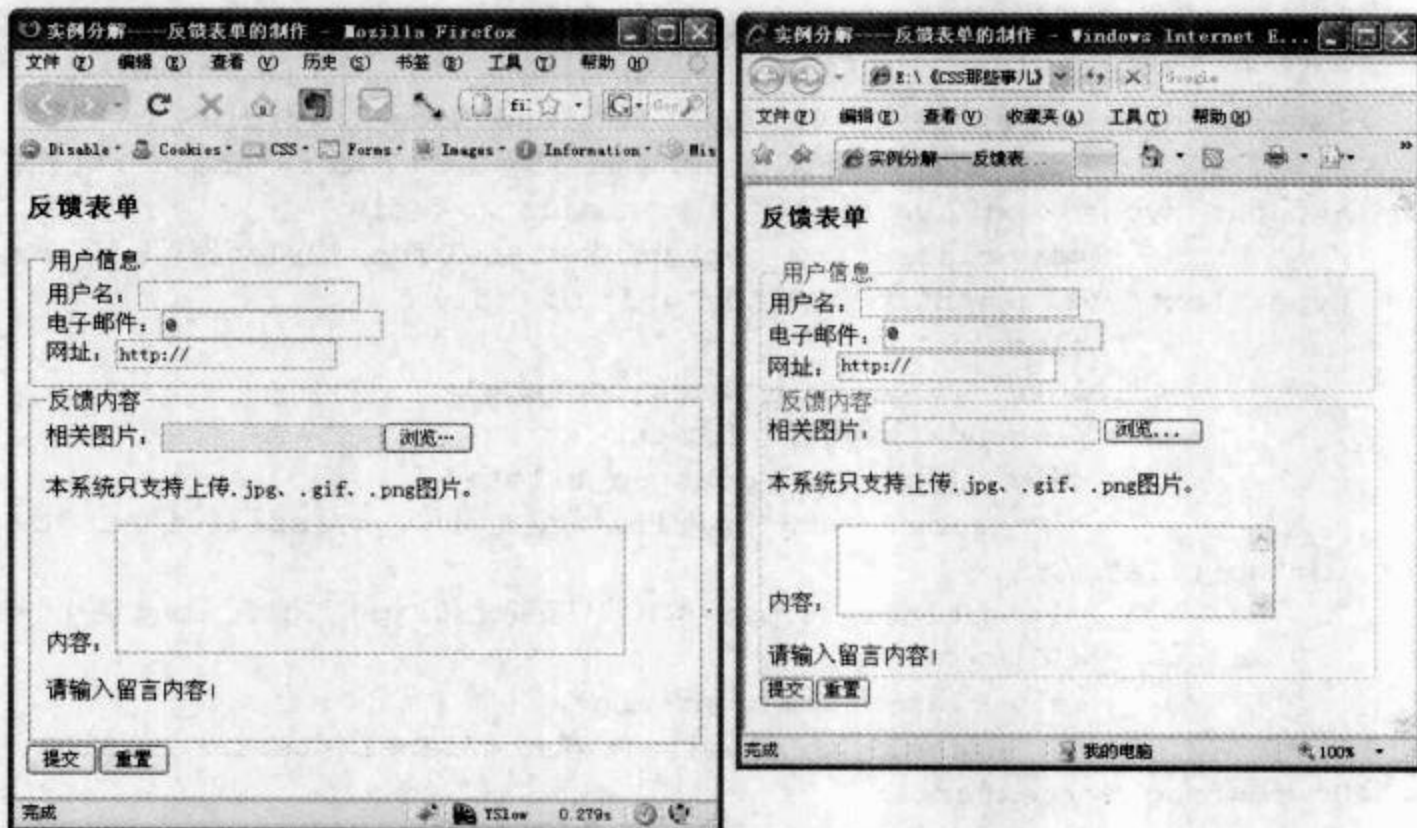 实例分解——反馈表单的制作 - Mozilla Firefox
文件(F) 编辑(E) 查看(V) 历史(S) 书签(B) 工具(T) 帮助(H)
Disable Cookies CSS Forms Images Information Mis
反馈表单
用户信息
用户名：
电子邮件：@
网址：http://
反馈内容
相关图片： 浏览…
本系统只支持上传.jpg、.gif、.png图片。
内容：
请输入留言内容！
提交 重置
完成 YSlow 0.279s
实例分解——反馈表单的制作 - Windows Internet E...
E:\《CSS那些事儿》 Google
文件(F) 编辑(E) 查看(V) 收藏夹(A) 工具(T) 帮助(H)
实例分解——反馈表...
反馈表单
用户信息
用户名：
电子邮件：@
网址：http://
反馈内容
相关图片： 浏览...
本系统只支持上传.jpg、.gif、.png图片。
内容：
请输入留言内容！
提交 重置
完成 我的电脑 100%